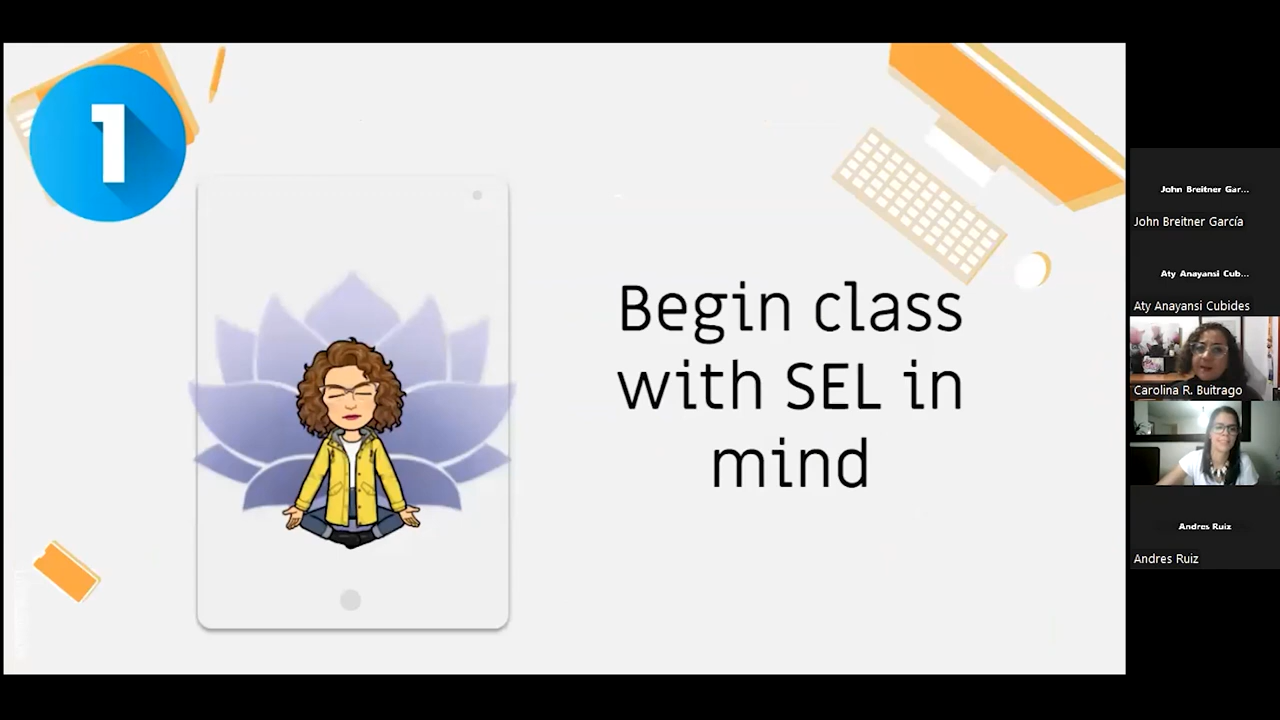 1
Begin class
with SEL in
mind
John Breitner Gar...
John Breitner García
Aty Anayansi Cub...
Aty Anayansi Cubides
Carolina R. Buitrago
Andres Ruiz
Andres Ruiz